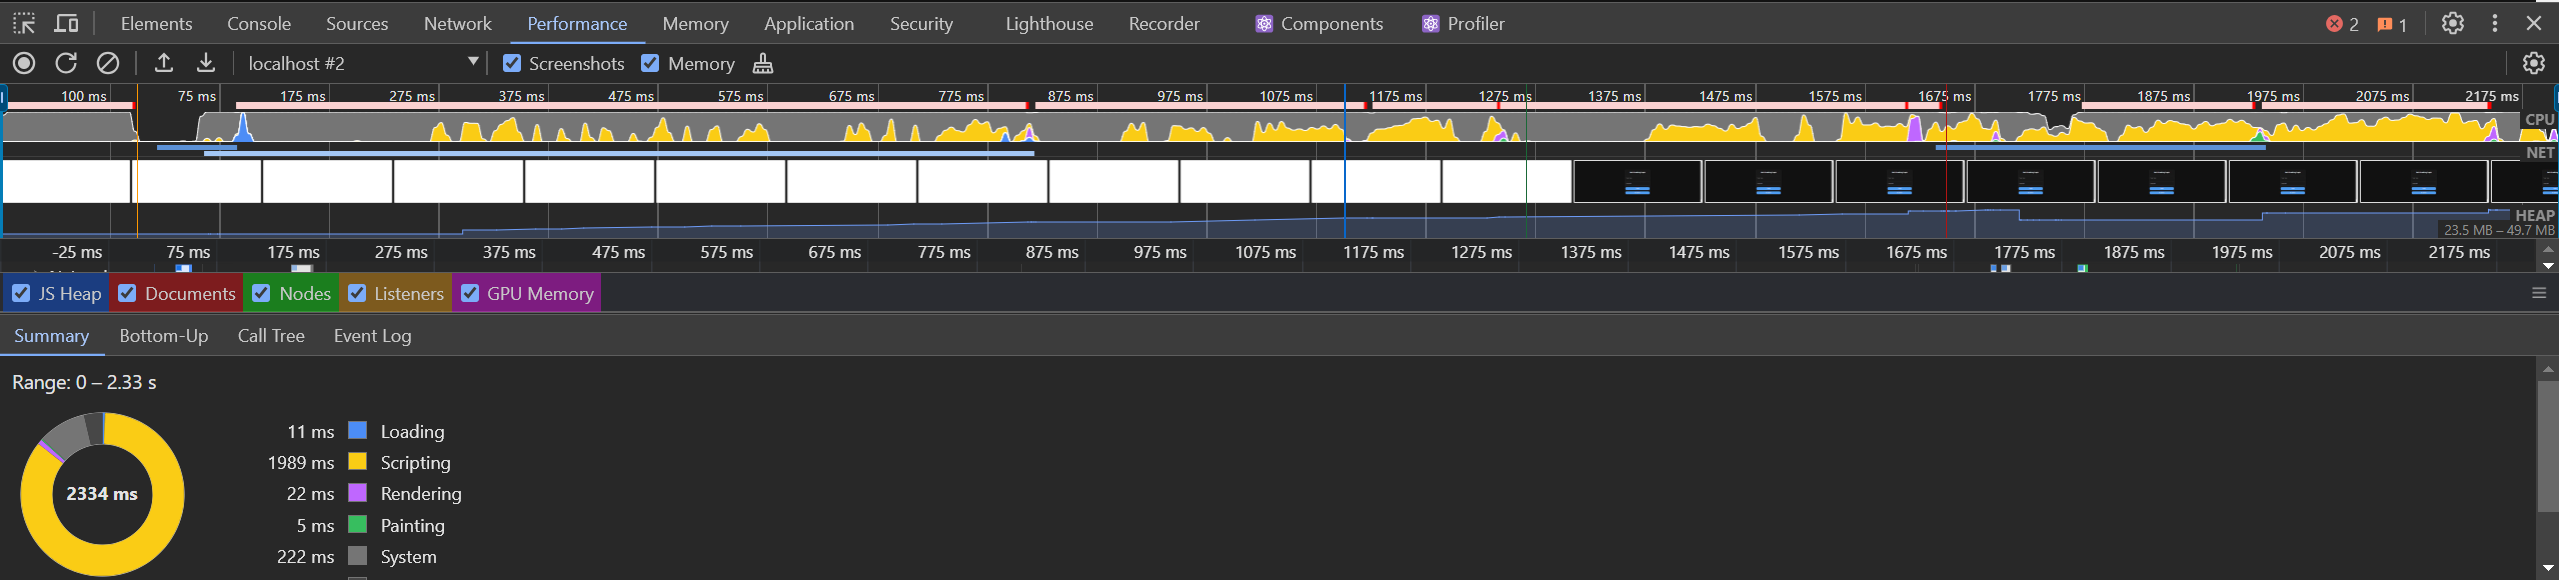 Elements Console Sources Network Performance Memory Application Security Lighthouse Recorder Components Profiler 2 1
localhost #2 Screenshots Memory
100 ms 75 ms 175 ms 275 ms 375 ms 475 ms 575 ms 675 ms 775 ms 875 ms 975 ms 1075 ms 1175 ms 1275 ms 1375 ms 1475 ms 1575 ms 1675 ms 1775 ms 1875 ms 1975 ms 2075 ms 2175 ms
CPU
NET
HEAP
23.5 MB – 49.7 MB
-25 ms 75 ms 175 ms 275 ms 375 ms 475 ms 575 ms 675 ms 775 ms 875 ms 975 ms 1075 ms 1175 ms 1275 ms 1375 ms 1475 ms 1575 ms 1675 ms 1775 ms 1875 ms 1975 ms 2075 ms 2175 ms
JS Heap Documents Nodes Listeners GPU Memory
Summary Bottom-Up Call Tree Event Log
Range: 0 – 2.33 s
11 ms Loading
1989 ms Scripting
22 ms Rendering
2334 ms
5 ms Painting
222 ms System